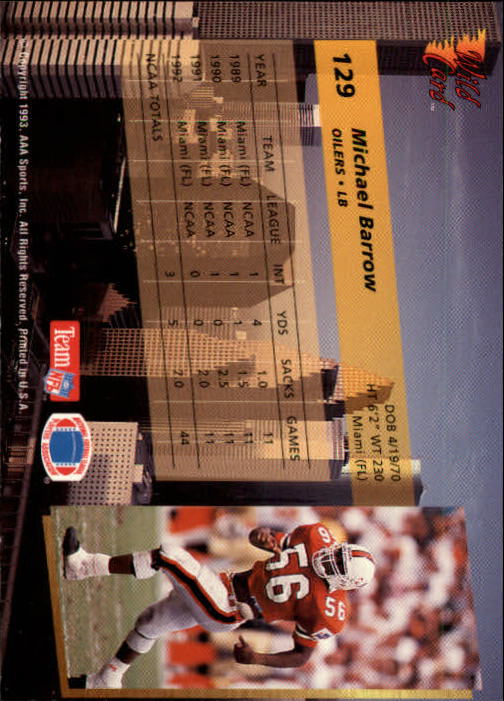 Wild Card
TM
129 Michael Barrow
OILERS • LB
DOB 4/19/70
HT 6'2" WT 230
Miami (FL)
YEAR TEAM LEAGUE INT YDS SACKS GAMES
1989 Miami (FL) NCAA 1 4 1.0 11
1990 Miami (FL) NCAA 1 1 1.5 11
1991 Miami (FL) NCAA 1 0 2.5 11
1992 Miami (FL) NCAA 0 0 2.0 11
NCAA TOTALS 3 5 7.0 44
© Copyright 1993, AAA Sports, Inc. All Rights Reserved, Printed in U.S.A.
Team NFL
56
56